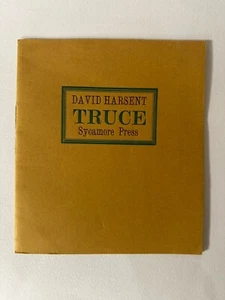 DAVID HARSENT
TRUCE
Sycamore Press